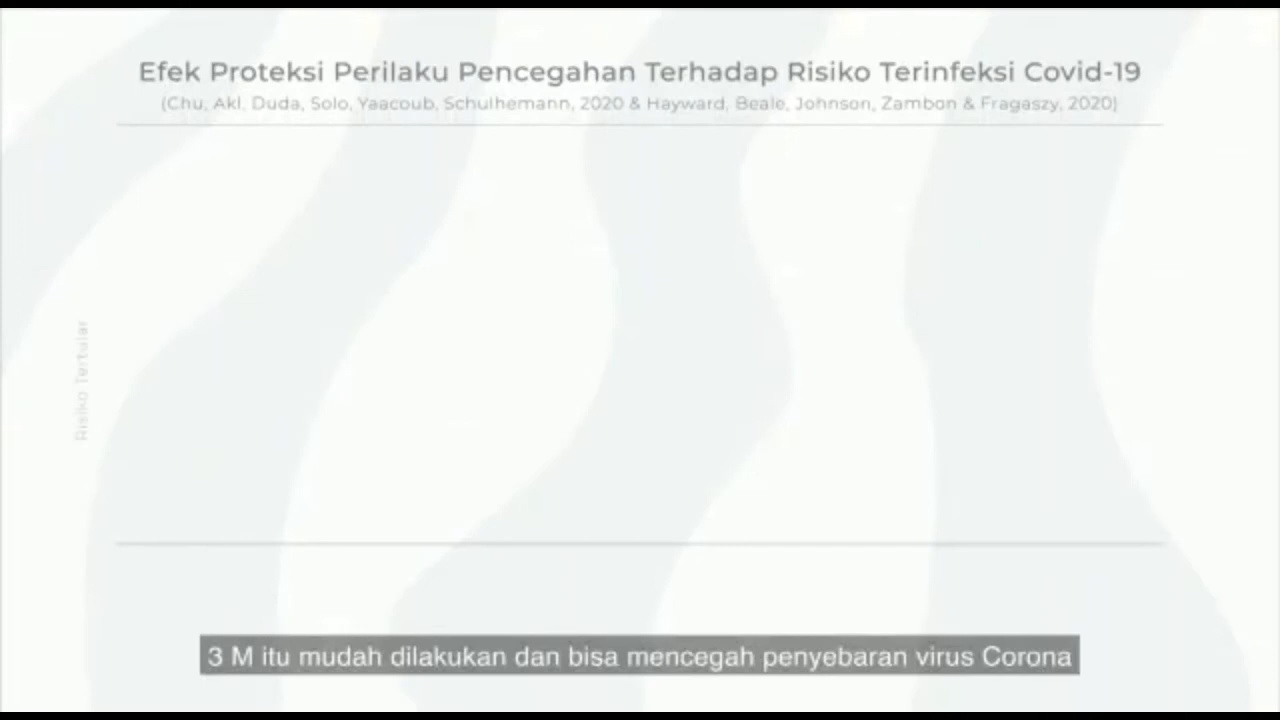 Efek Proteksi Perilaku Pencegahan Terhadap Risiko Terinfeksi Covid-19
(Chu, Akl, Duda, Solo, Yaacoub, Schulhemann, 2020 & Hayward, Beale, Johnson, Zambon & Fragaszy, 2020)
Risiko Tertular
3 M itu mudah dilakukan dan bisa mencegah penyebaran virus Corona